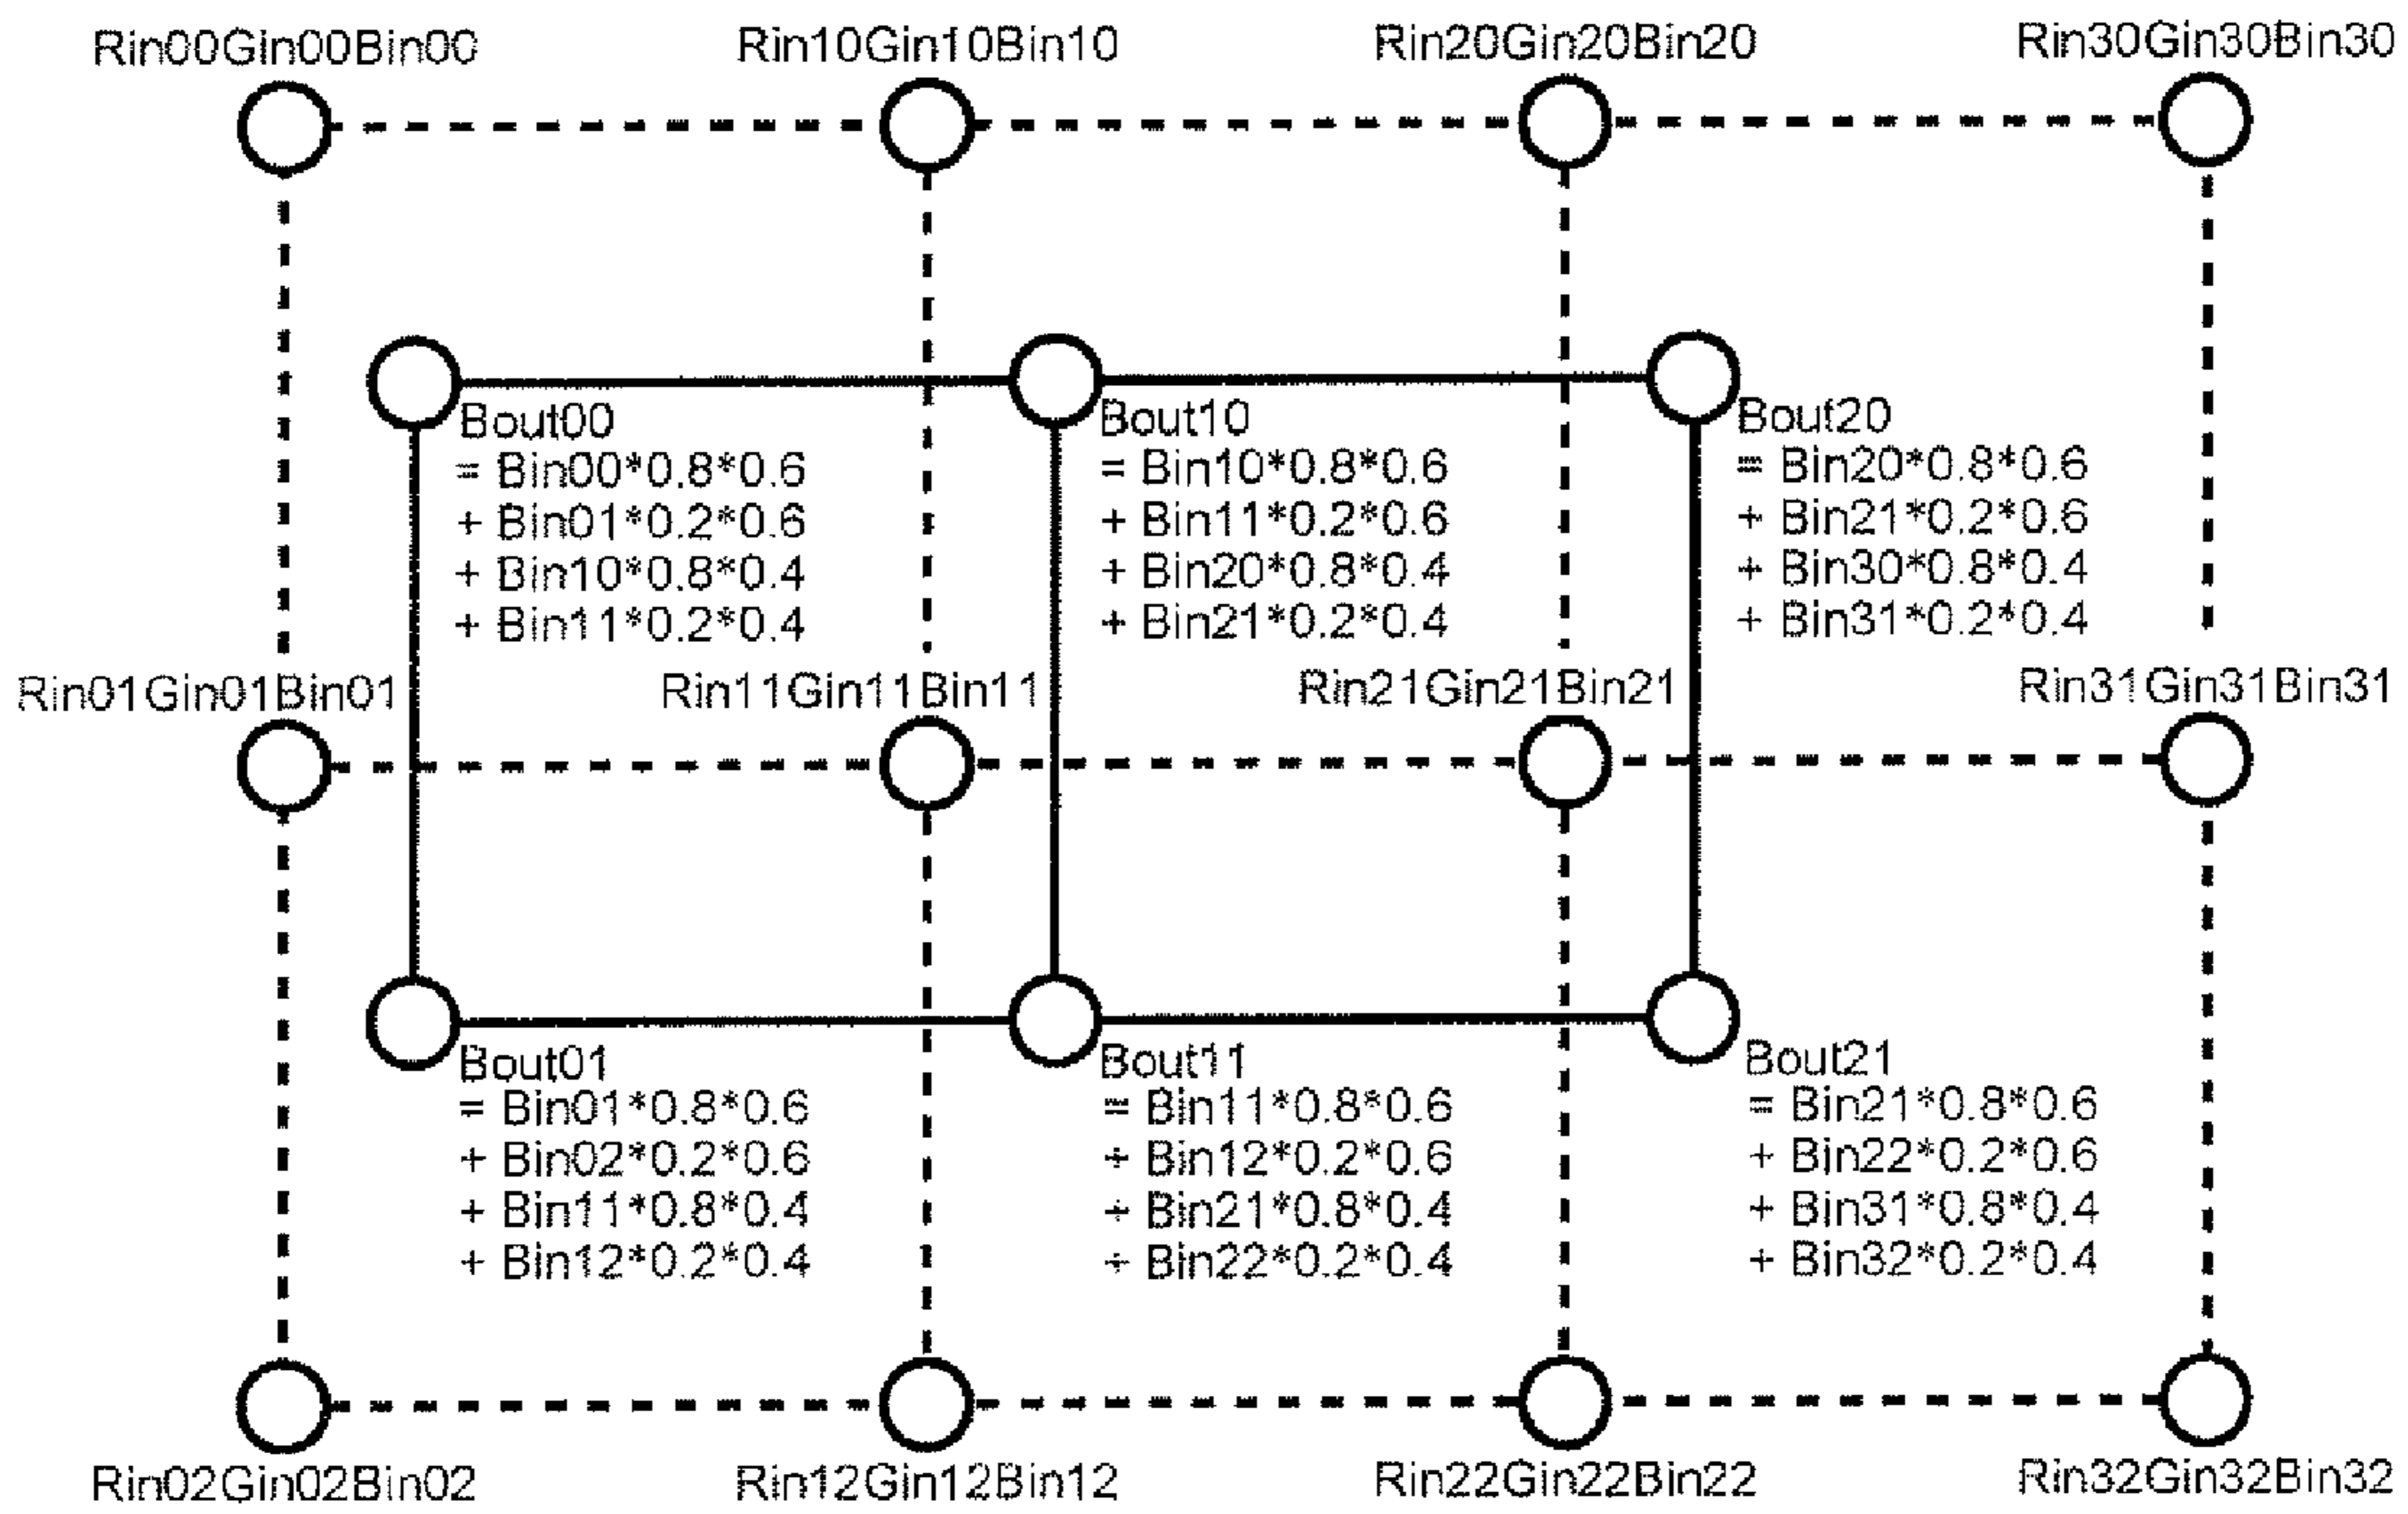 Rin00Gin00Bin00
Rin10Gin10Bin10
Rin20Gin20Bin20
Rin30Gin30Bin30
Bout00
= Bin00*0.8*0.6
+ Bin01*0.2*0.6
+ Bin10*0.8*0.4
+ Bin11*0.2*0.4
Bout10
= Bin10*0.8*0.6
+ Bin11*0.2*0.6
+ Bin20*0.8*0.4
+ Bin21*0.2*0.4
Bout20
= Bin20*0.8*0.6
+ Bin21*0.2*0.6
+ Bin30*0.8*0.4
+ Bin31*0.2*0.4
Rin01Gin01Bin01
Rin11Gin11Bin11
Rin21Gin21Bin21
Rin31Gin31Bin31
Bout01
= Bin01*0.8*0.6
+ Bin02*0.2*0.6
+ Bin11*0.8*0.4
+ Bin12*0.2*0.4
Bout11
= Bin11*0.8*0.6
+ Bin12*0.2*0.6
+ Bin21*0.8*0.4
+ Bin22*0.2*0.4
Bout21
= Bin21*0.8*0.6
+ Bin22*0.2*0.6
+ Bin31*0.8*0.4
+ Bin32*0.2*0.4
Rin02Gin02Bin02
Rin12Gin12Bin12
Rin22Gin22Bin22
Rin32Gin32Bin32